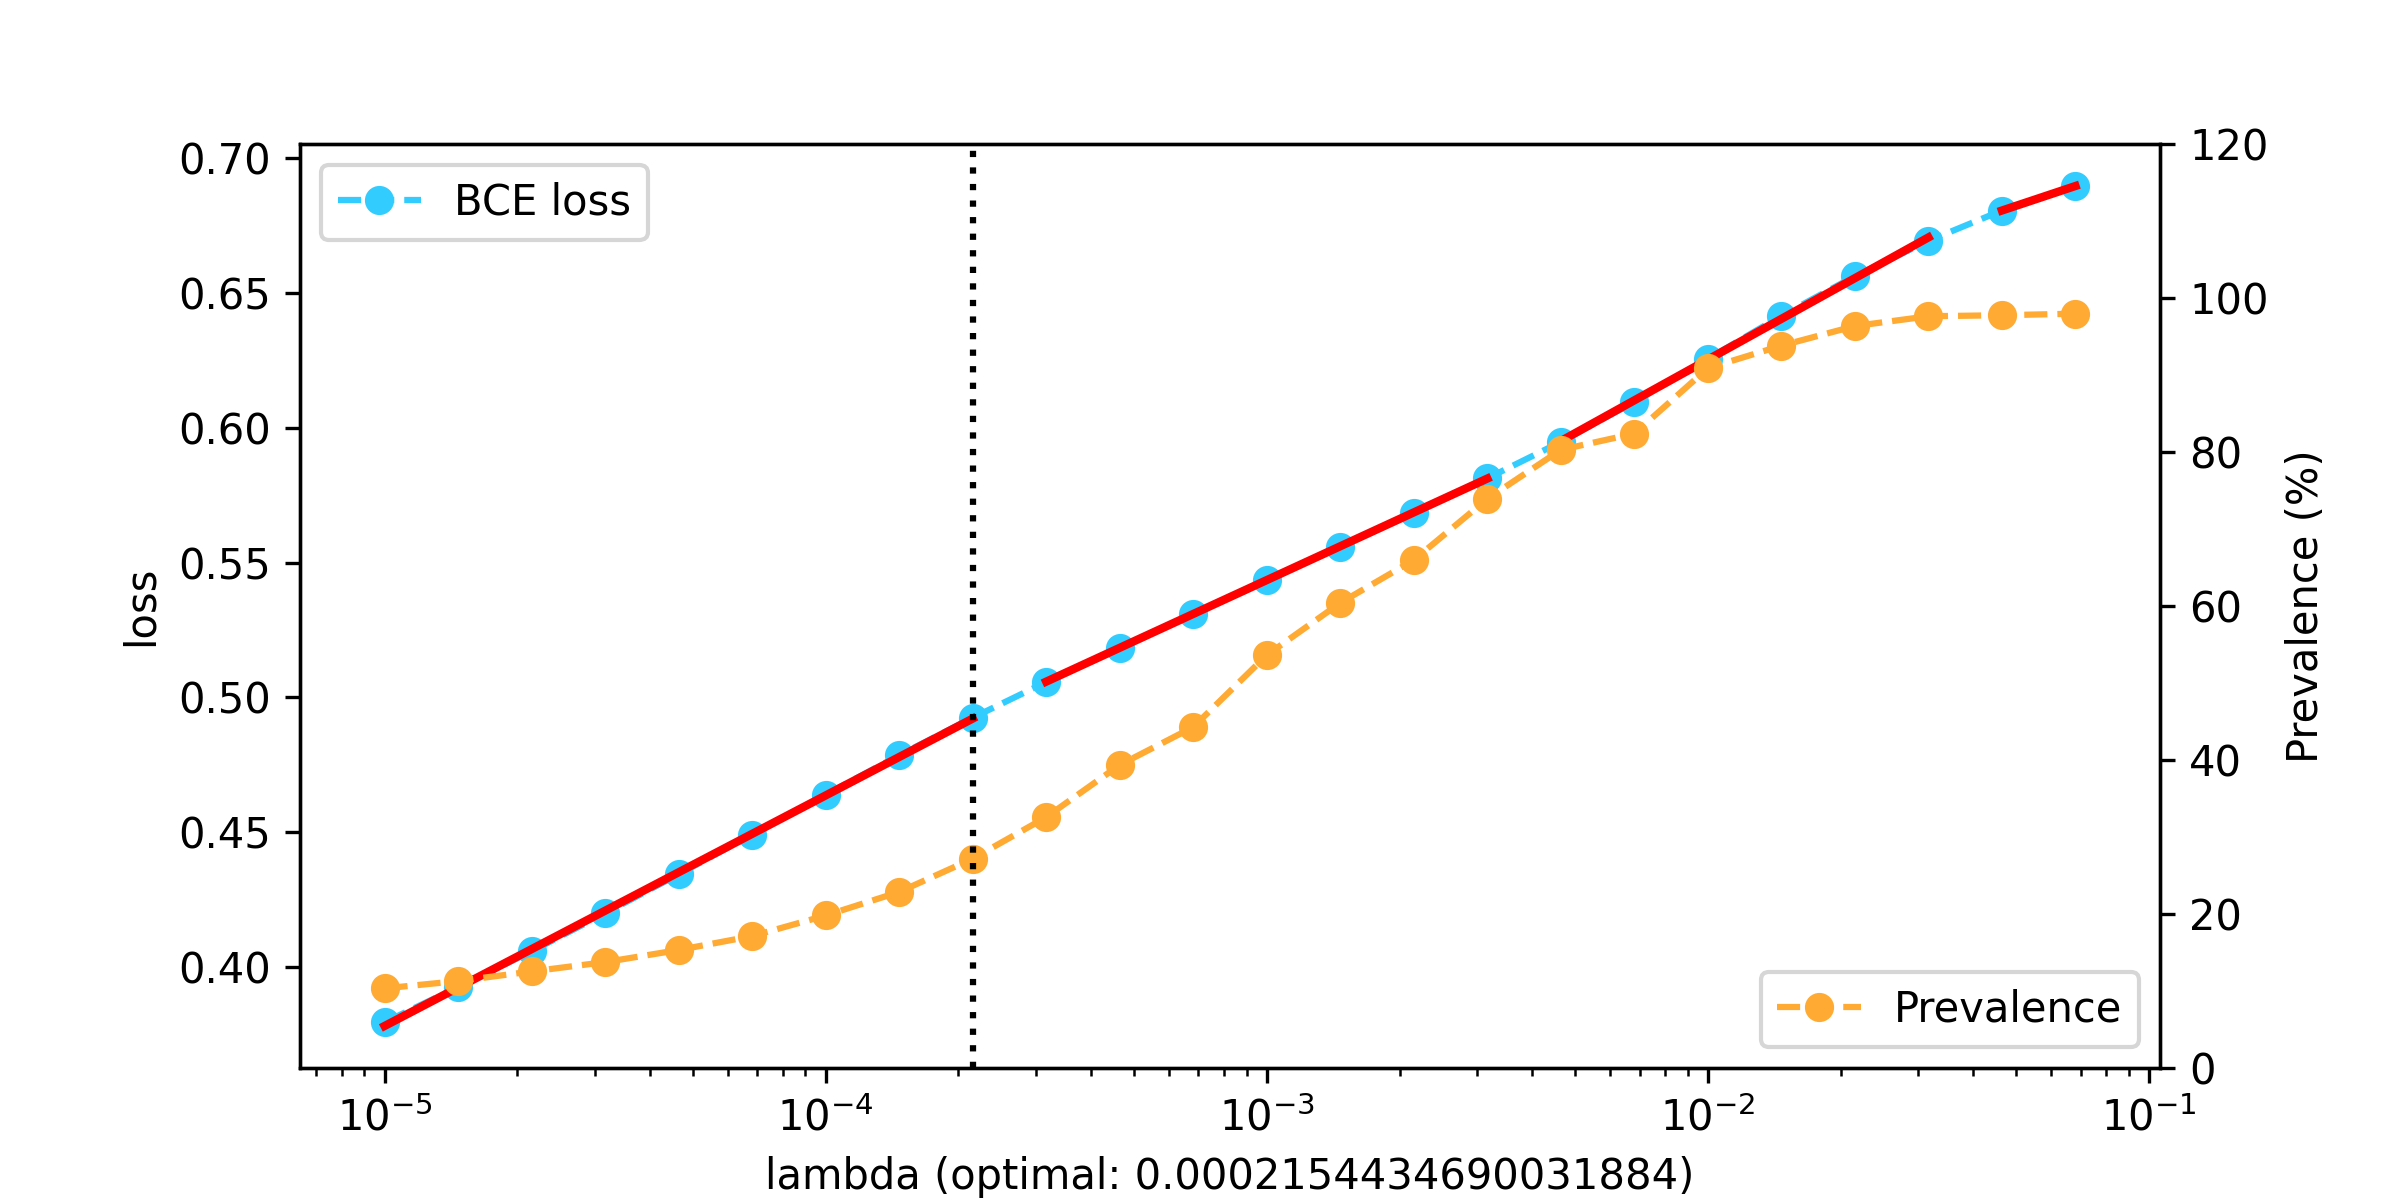 0.70
0.65
0.60
0.55
0.50
0.45
0.40
loss
BCE loss
120
100
80
60
40
20
0
Prevalence (%)
Prevalence
10⁻⁵ 10⁻⁴ 10⁻³ 10⁻² 10⁻¹
lambda (optimal: 0.00021544346900318​84)